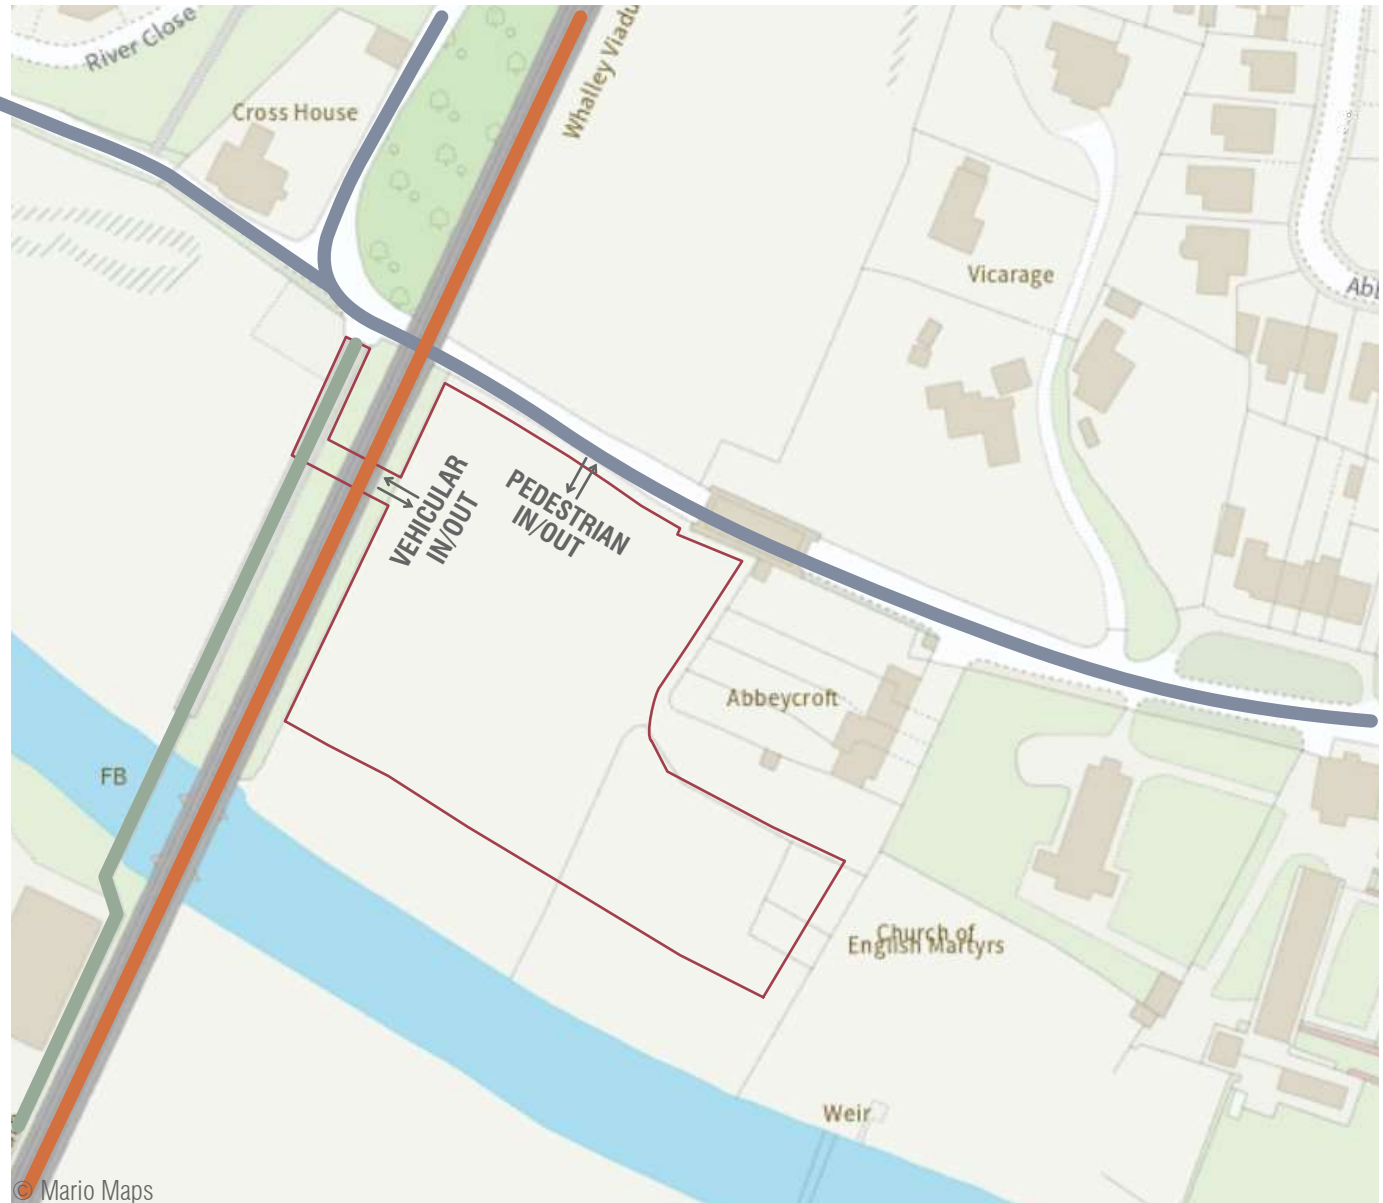 River Close
Cross House
Whalley Viadu
Vicarage
Abb
VEHICULAR
IN/OUT
PEDESTRIAN
IN/OUT
Abbeycroft
FB
Church of
English Martyrs
Weir
© Mario Maps